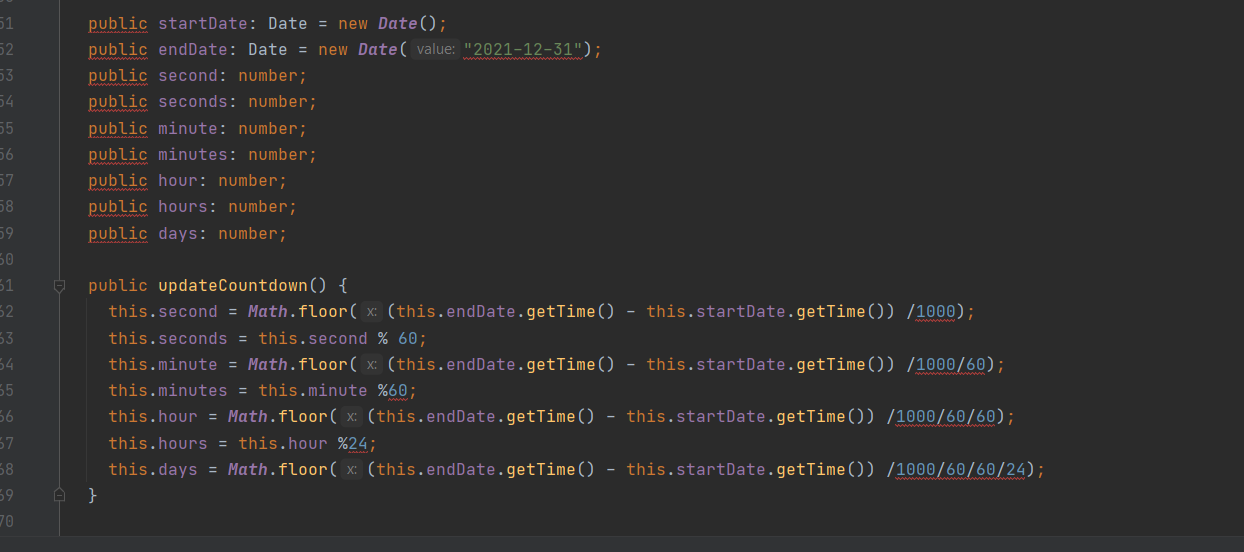 51 public startDate: Date = new Date();
52 public endDate: Date = new Date( value: "2021-12-31");
53 public second: number;
54 public seconds: number;
55 public minute: number;
56 public minutes: number;
57 public hour: number;
58 public hours: number;
59 public days: number;
60
61 public updateCountdown() {
62 this.second = Math.floor( x: (this.endDate.getTime() - this.startDate.getTime()) /1000);
63 this.seconds = this.second % 60;
64 this.minute = Math.floor( x: (this.endDate.getTime() - this.startDate.getTime()) /1000/60);
65 this.minutes = this.minute %60;
66 this.hour = Math.floor( x: (this.endDate.getTime() - this.startDate.getTime()) /1000/60/60);
67 this.hours = this.hour %24;
68 this.days = Math.floor( x: (this.endDate.getTime() - this.startDate.getTime()) /1000/60/60/24);
69 }
70